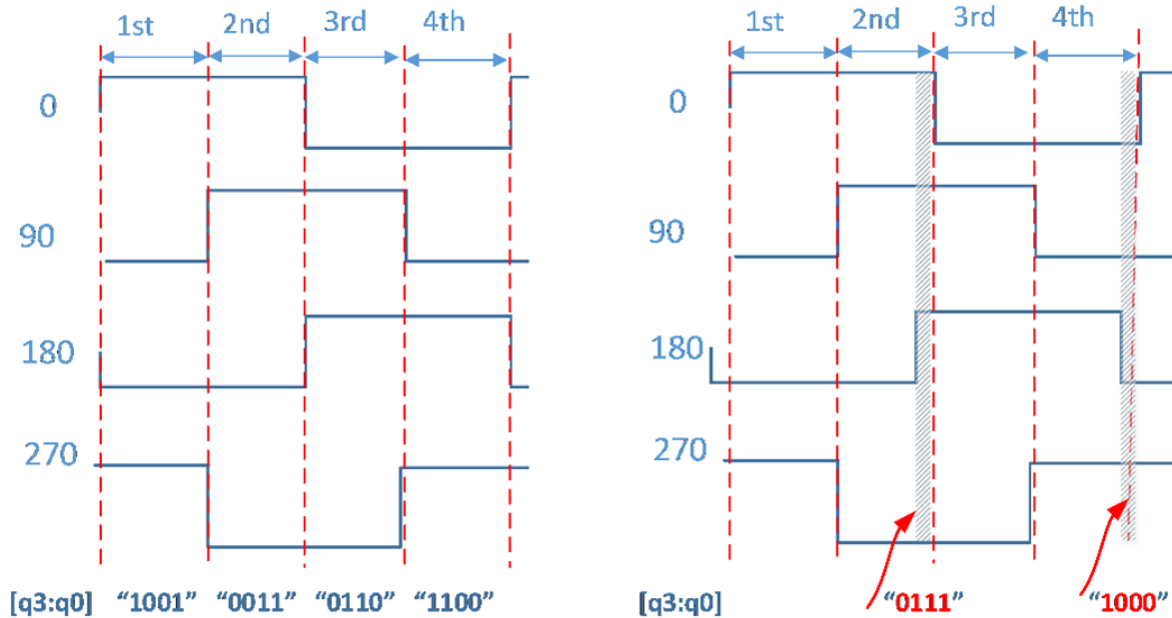 1st 2nd 3rd 4th
0
90
180
270
[q3:q0] “1001” “0011” “0110” “1100”
1st 2nd 3rd 4th
0
90
180
270
[q3:q0] “0111” “1000”